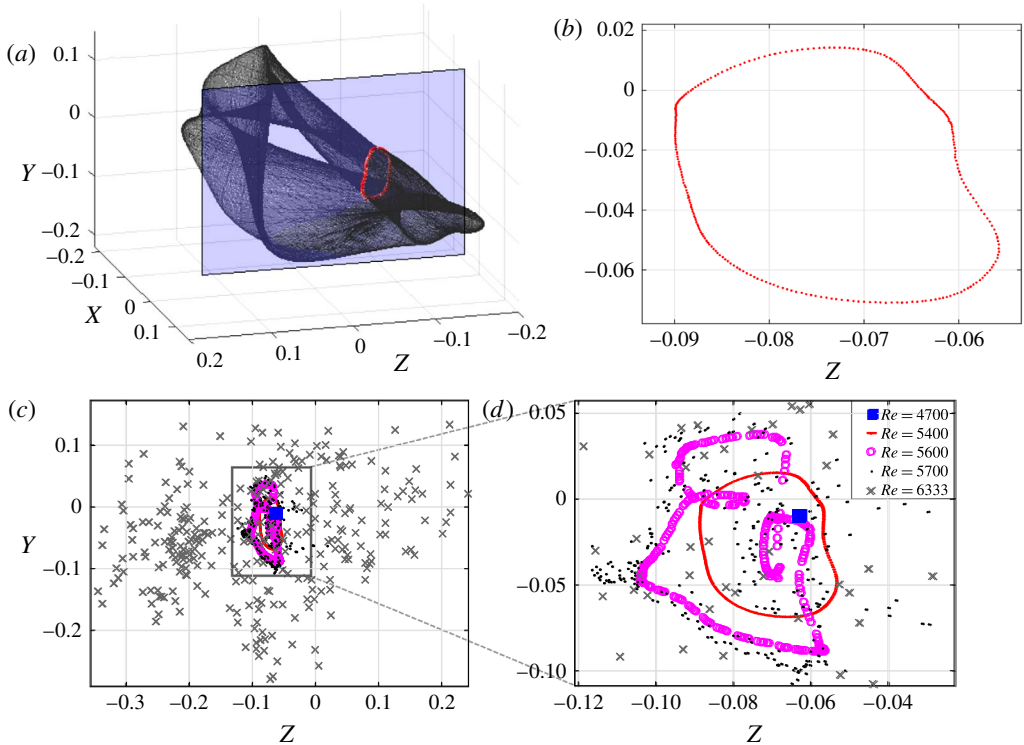 (a)
0.1
0
Y
−0.1
−0.2
−0.2
−0.1
X
0
0.1
0.2
0.1
0
Z
−0.1
−0.2
(b)
0.02
0
−0.02
−0.04
−0.06
−0.09 −0.08 −0.07 −0.06
Z
(c)
0.1
0
Y
−0.1
−0.2
−0.3 −0.2 −0.1 0 0.1 0.2
Z
(d)
0.05
0
−0.05
−0.10
−0.12 −0.10 −0.08 −0.06 −0.04
Z
Re = 4700
Re = 5400
Re = 5600
Re = 5700
Re = 6333